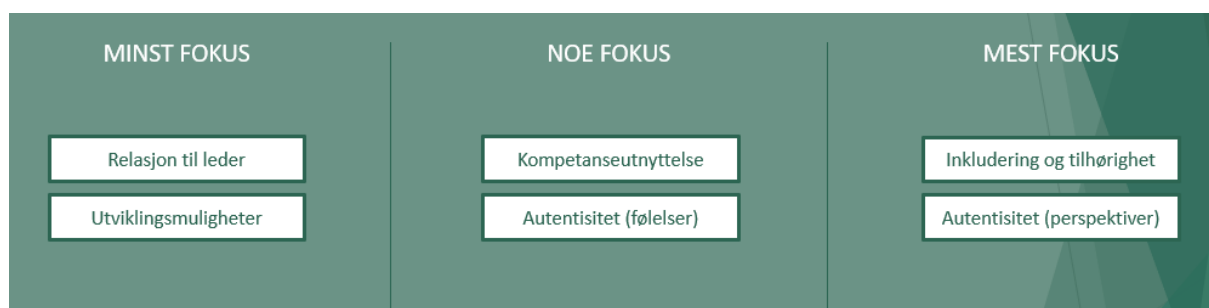 MINST FOKUS
Relasjon til leder
Utviklingsmuligheter
NOE FOKUS
Kompetanseutnyttelse
Autentisitet (følelser)
MEST FOKUS
Inkludering og tilhørighet
Autentisitet (perspektiver)